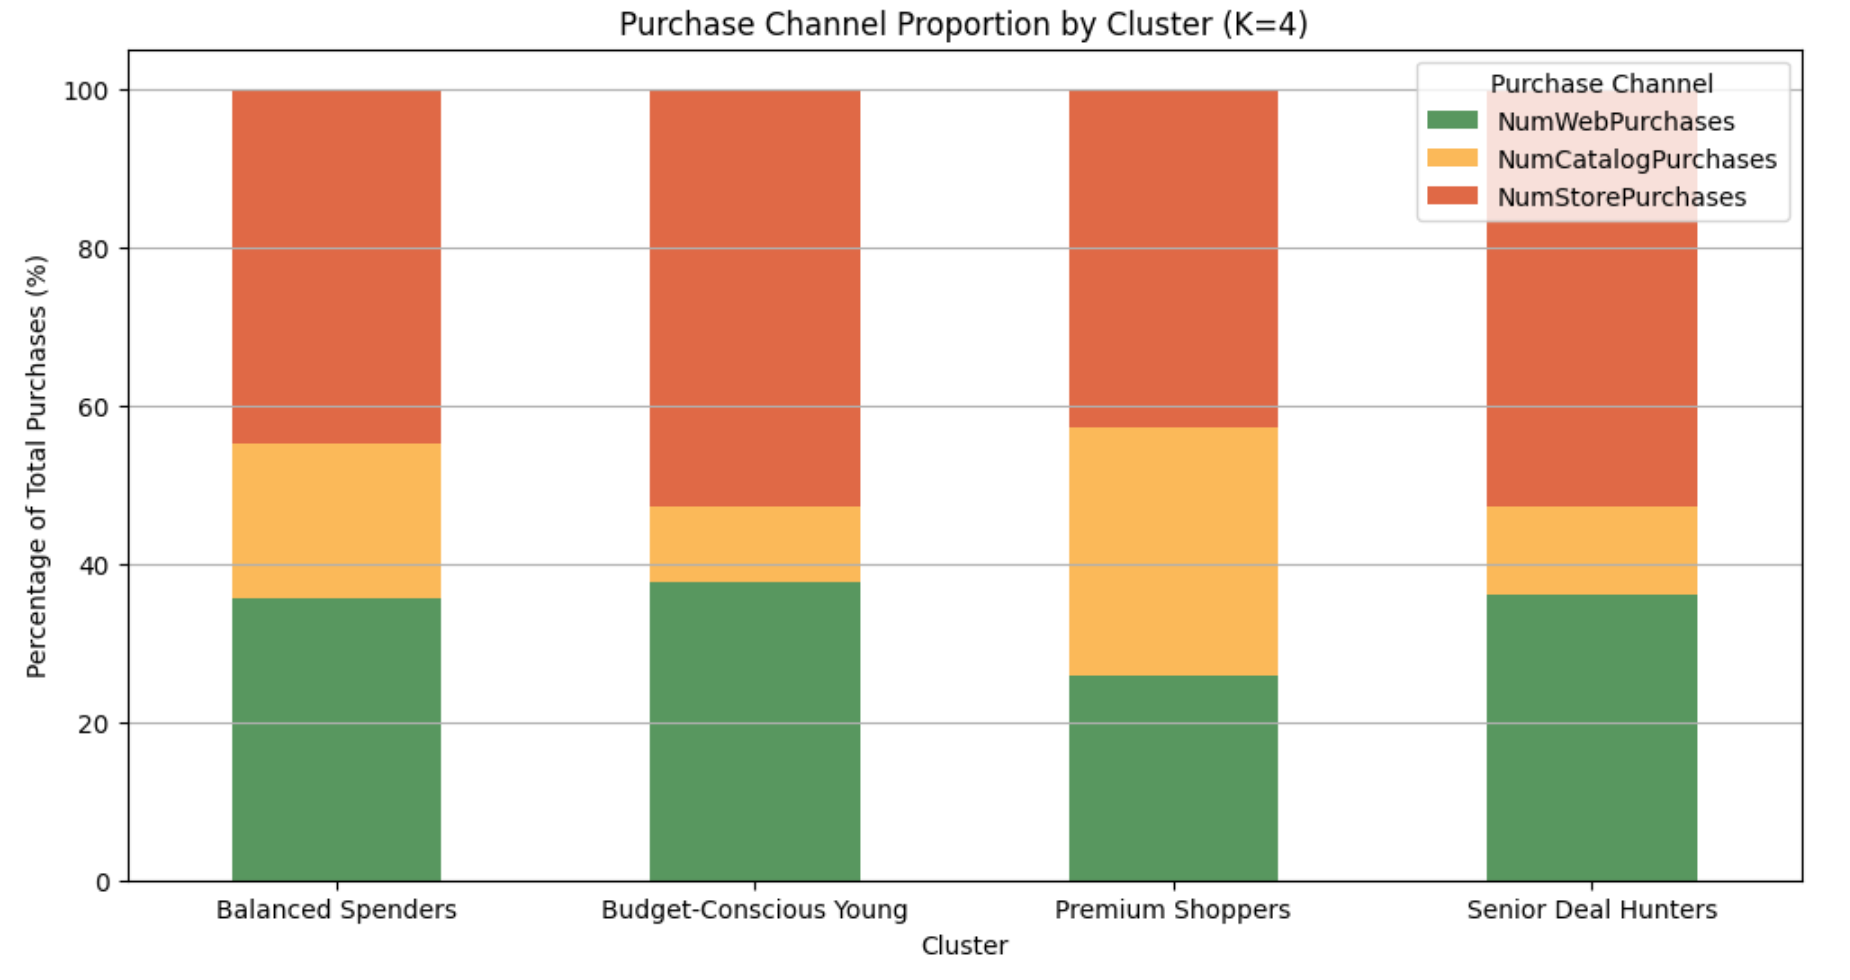 Purchase Channel Proportion by Cluster (K=4)
Purchase Channel
NumWebPurchases
NumCatalogPurchases
NumStorePurchases
Percentage of Total Purchases (%)
100
80
60
40
20
0
Balanced Spenders
Budget-Conscious Young
Premium Shoppers
Senior Deal Hunters
Cluster